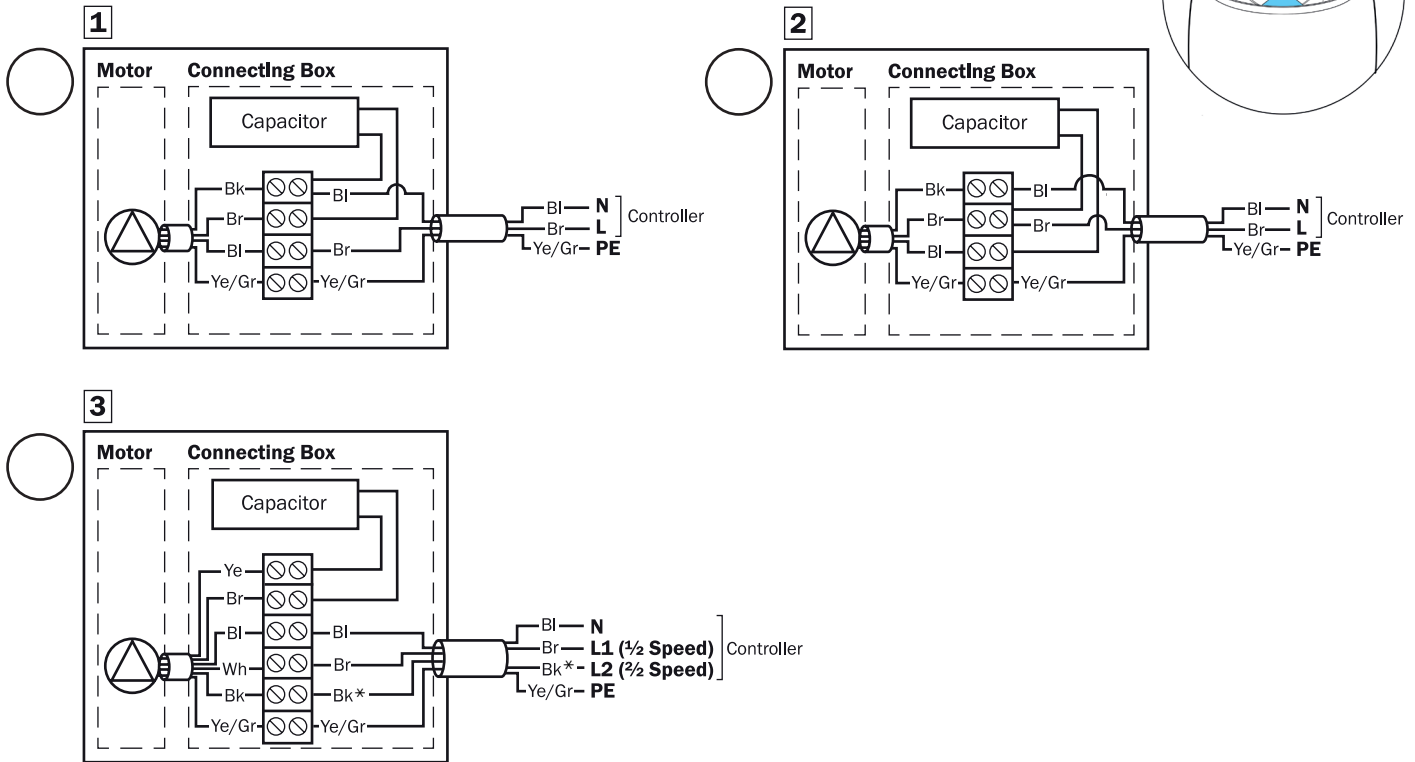 1
Motor Connecting Box
Capacitor
Bk
Bl
Br
Bl Br
Ye/Gr Ye/Gr
Bl N
Br L
Ye/Gr PE
Controller
2
Motor Connecting Box
Capacitor
Bk Bl
Br Br
Bl
Ye/Gr Ye/Gr
Bl N
Br L
Ye/Gr PE
Controller
3
Motor Connecting Box
Capacitor
Ye
Br
Bl Bl
Wh Br
Bk Bk*
Ye/Gr Ye/Gr
Bl N
Br L1 (½ Speed)
Bk* L2 (²⁄₂ Speed)
Ye/Gr PE
Controller